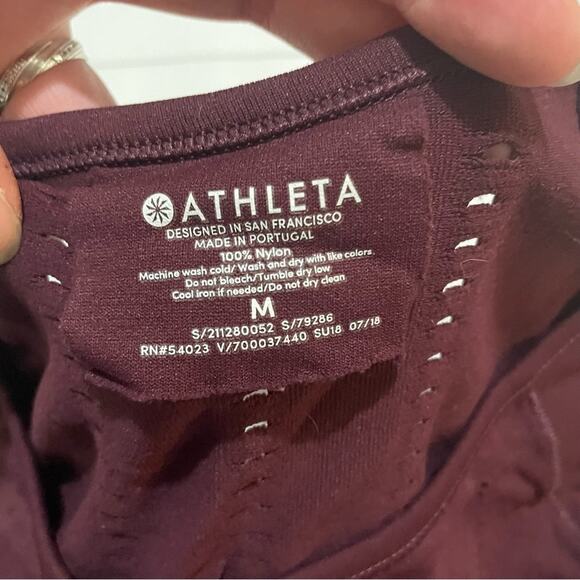 ATHLETA
DESIGNED IN SAN FRANCISCO
MADE IN PORTUGAL
100% Nylon
Machine wash cold/ Wash and dry with like colors.
Do not bleach/Tumble dry low
Cool iron if needed/Do not dry clean
M
S/211280052 S/79286
RN#54023 V/700037440 SU18 07/18